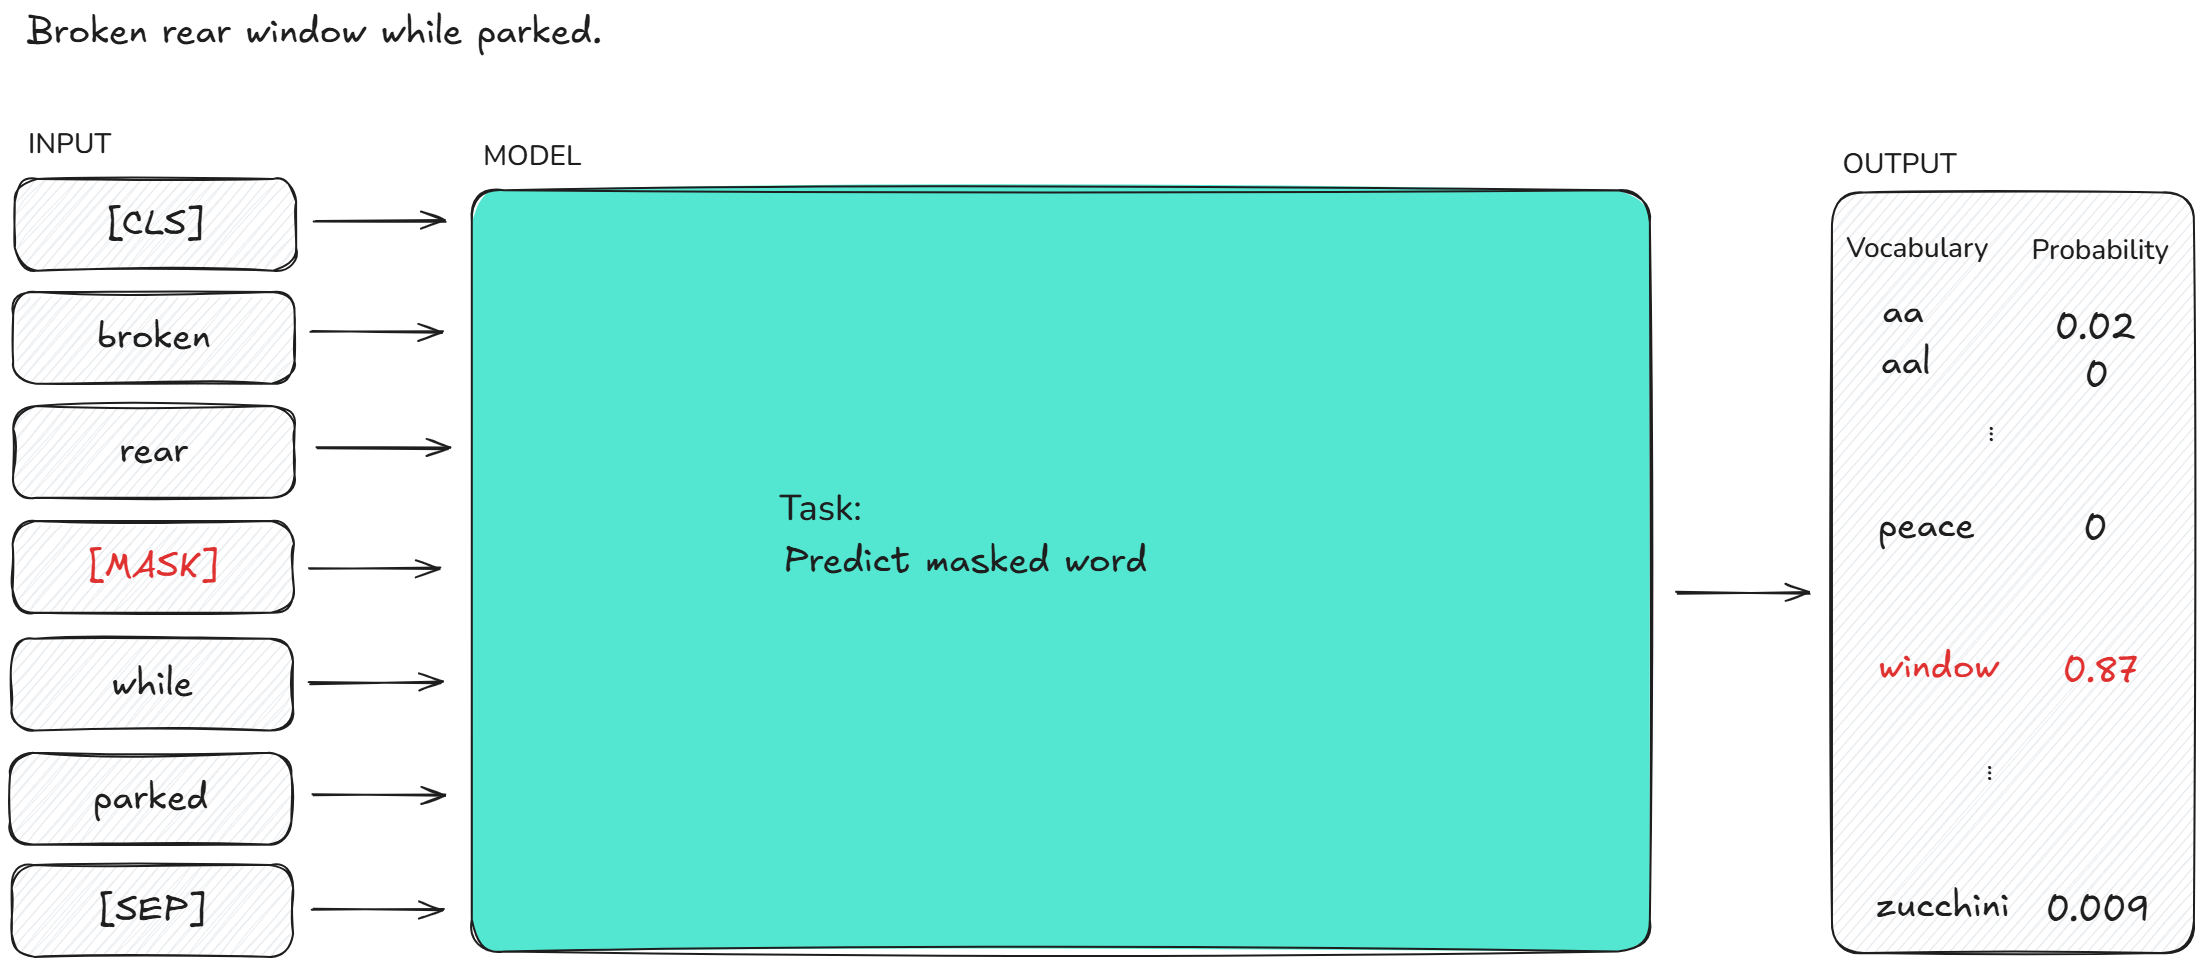 Broken rear window while parked.
INPUT
[CLS]
broken
rear
[MASK]
while
parked
[SEP]
MODEL
Task:
Predict masked word
OUTPUT
Vocabulary Probability
aa 0.02
aal 0
⋮
peace 0
window 0.87
⋮
zucchini 0.009